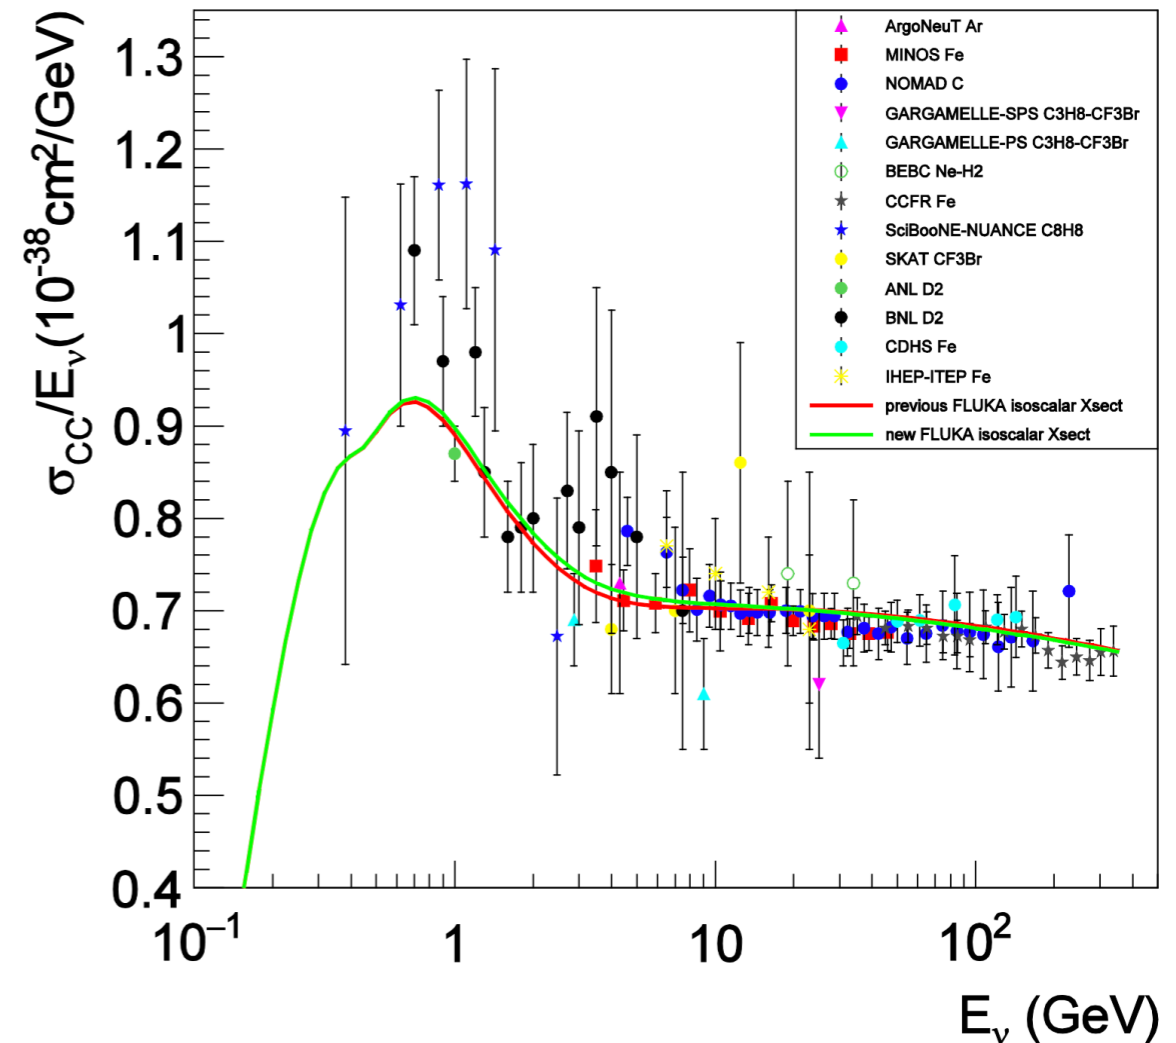 σCC/Eν(10-38cm2/GeV)
1.3
1.2
1.1
1
0.9
0.8
0.7
0.6
0.5
0.4
10−1
1
10
102
Eν (GeV)
ArgoNeuT Ar
MINOS Fe
NOMAD C
GARGAMELLE-SPS C3H8-CF3Br
GARGAMELLE-PS C3H8-CF3Br
BEBC Ne-H2
CCFR Fe
SciBooNE-NUANCE C8H8
SKAT CF3Br
ANL D2
BNL D2
CDHS Fe
IHEP-ITEP Fe
previous FLUKA isoscalar Xsect
new FLUKA isoscalar Xsect